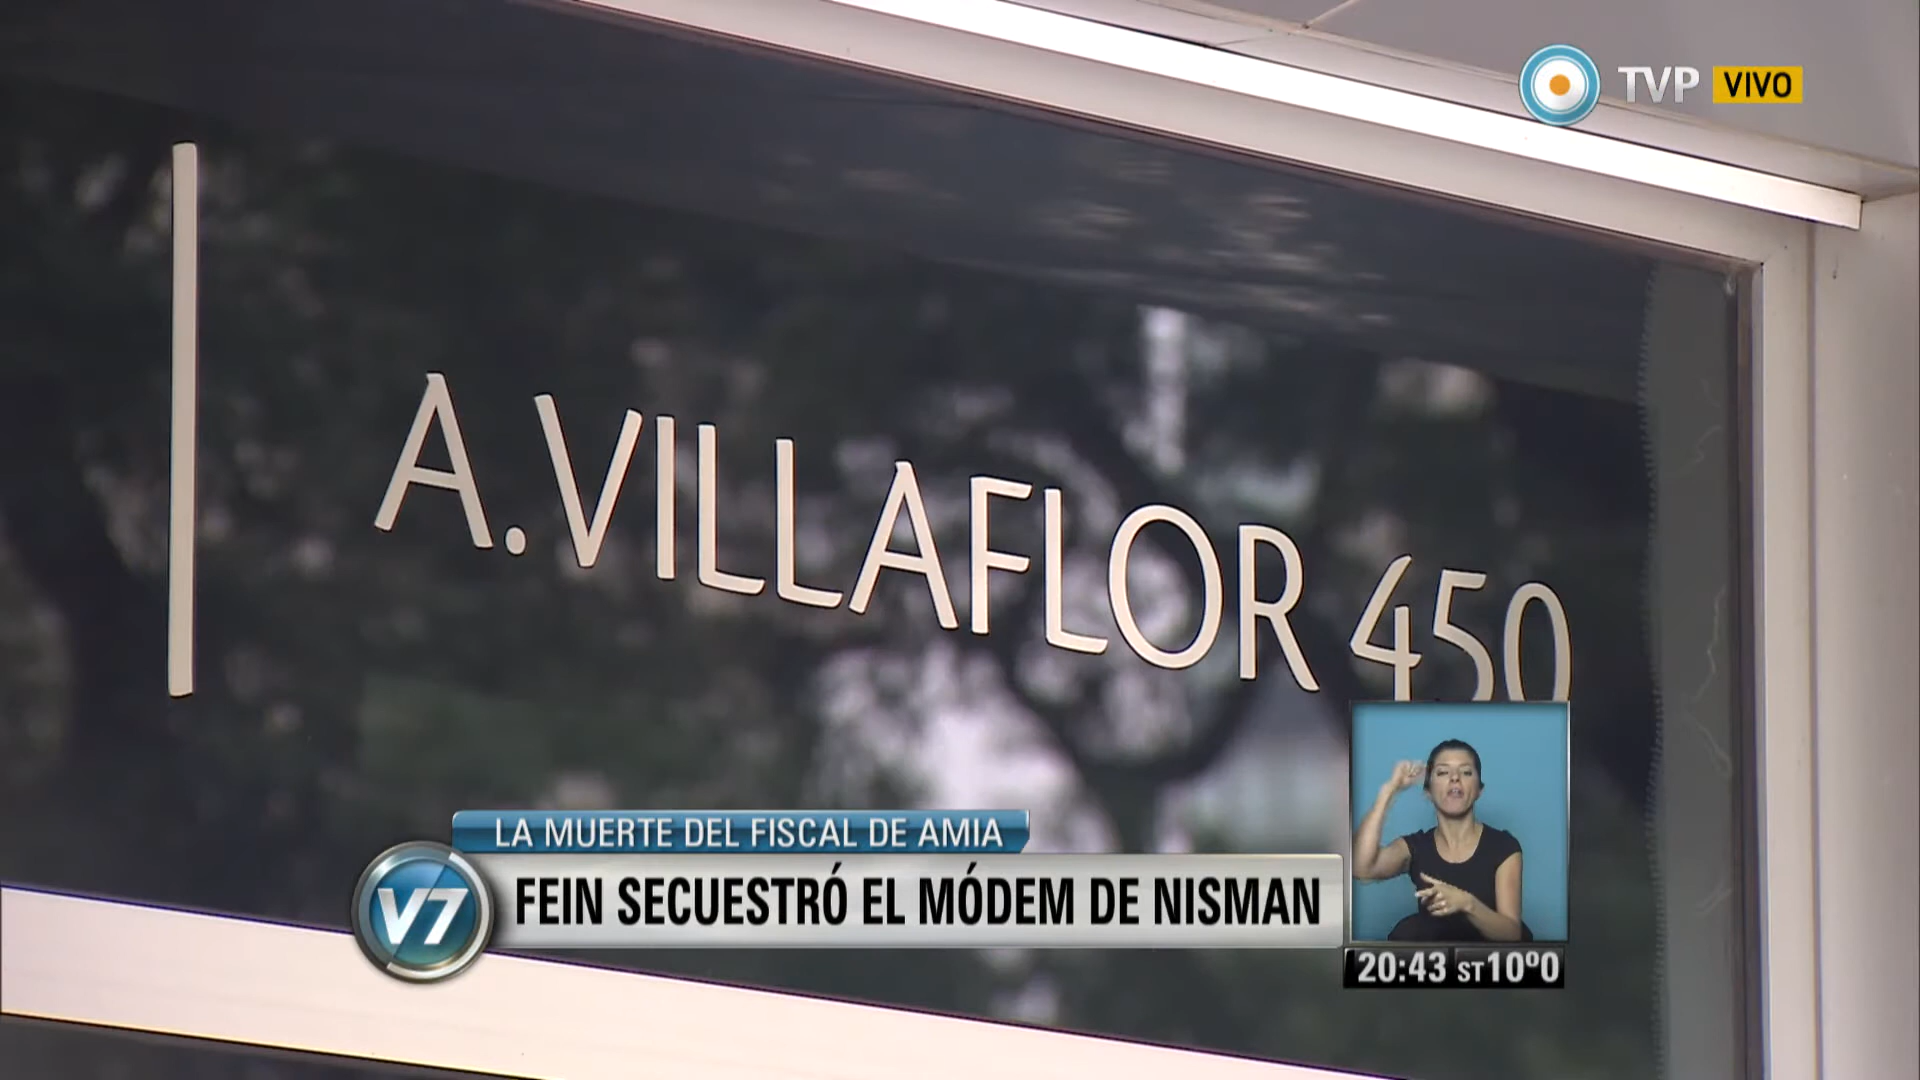 TVP VIVO
A.VILLAFLOR 450
LA MUERTE DEL FISCAL DE AMIA
V7 FEIN SECUESTRÓ EL MÓDEM DE NISMAN
20:43 ST10º0